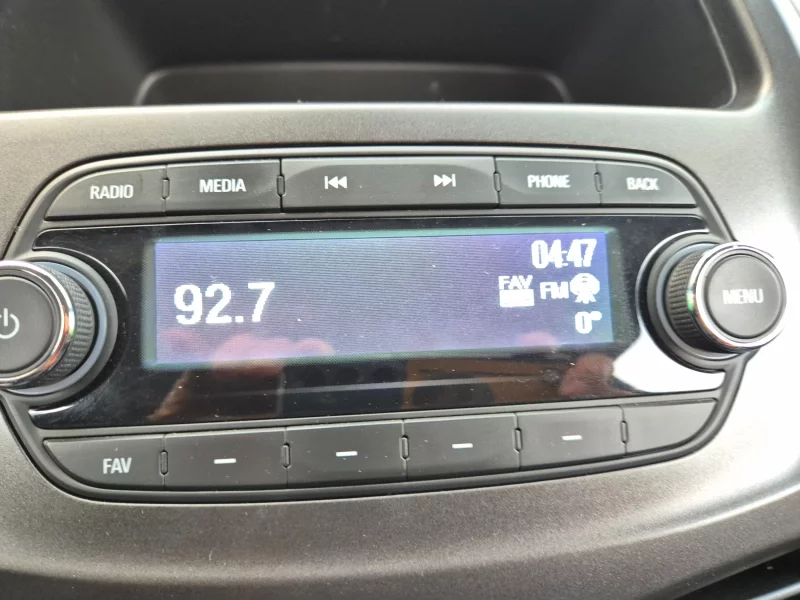 RADIO MEDIA PHONE BACK
04:47
92.7 FAV FM
0°
MENU
FAV